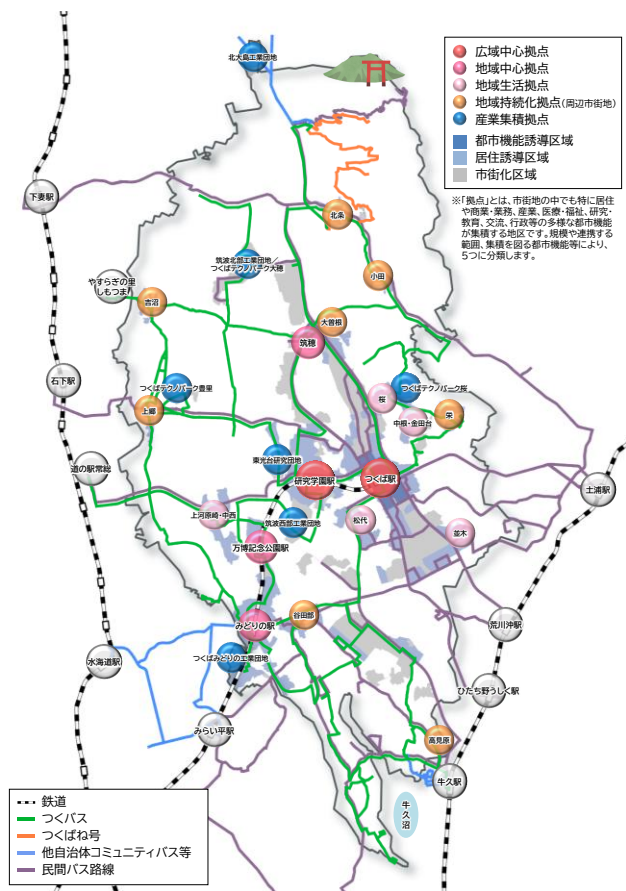 広域中心拠点
地域中心拠点
地域生活拠点
地域持続化拠点(周辺市街地)
産業集積拠点
都市機能誘導区域
居住誘導区域
市街化区域
※「拠点」とは、市街地の中でも特に居住
や商業・業務、産業、医療・福祉、研究・
教育、交流、行政等の多様な都市機能
が集積する地区です。規模や連携する
範囲、集積を図る都市機能等により、
5つに分類します。
北大島工業団地
下妻駅
北条
筑波北部工業団地/
つくばテクノパーク大穂
小田
やすらぎの里
しもつま
吉沼
大曽根
筑穂
石下駅
つくばテクノパーク豊里
つくばテクノパーク桜
桜
上郷
栄
中根・金田台
東光台研究団地
道の駅常総
研究学園駅
つくば駅
土浦駅
上河原崎・中西
筑波西部工業団地
松代
並木
万博記念公園駅
谷田部
みどりの駅
荒川沖駅
水海道駅
つくばみどりの工業団地
ひたち野うしく駅
みらい平駅
高見原
牛久駅
牛久沼
鉄道
つくバス
つくばね号
他自治体コミュニティバス等
民間バス路線